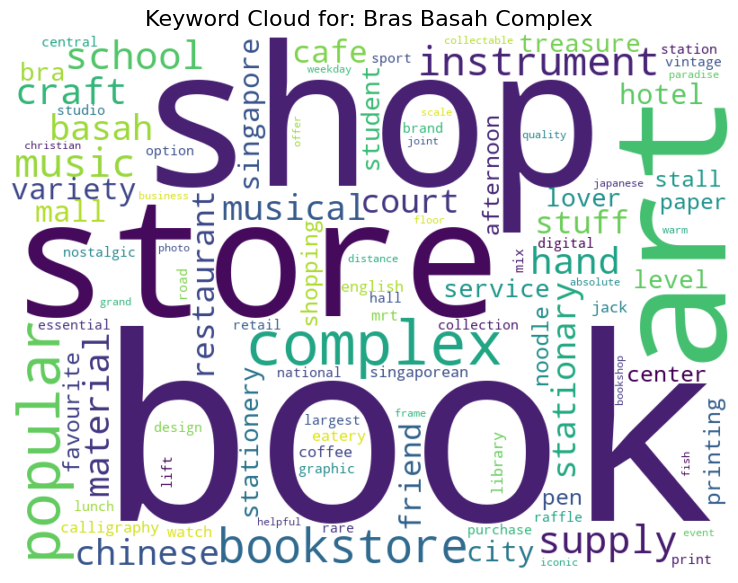 Keyword Cloud for: Bras Basah Complex
central
school
singapore
cafe
collectable
treasure
station
weekday
sport
instrument
vintage
paradise
bra
craft
studio
shop
student
hotel
art
basah
offer
scale
brand
joint
quality
christian
option
music
afternoon
japanese
stall
variety
business
musical
court
lover
paper
mall
restaurant
floor
stuff
warm
store
shopping
mix
digital
nostalgic
photo
road
distance
hand
level
english
service
grand
hall
jack
essential
retail
mrt
collection
stationary
noodle
popular
favourite
material
complex
center
bookshop
national
singaporean
book
printing
stationery
design
largest
frame
eatery
friend
lift
coffee
graphic
library
fish
pen
lunch
calligraphy
watch
helpful
rare
purchase
raffle
event
chinese
bookstore
city
supply
print
iconic